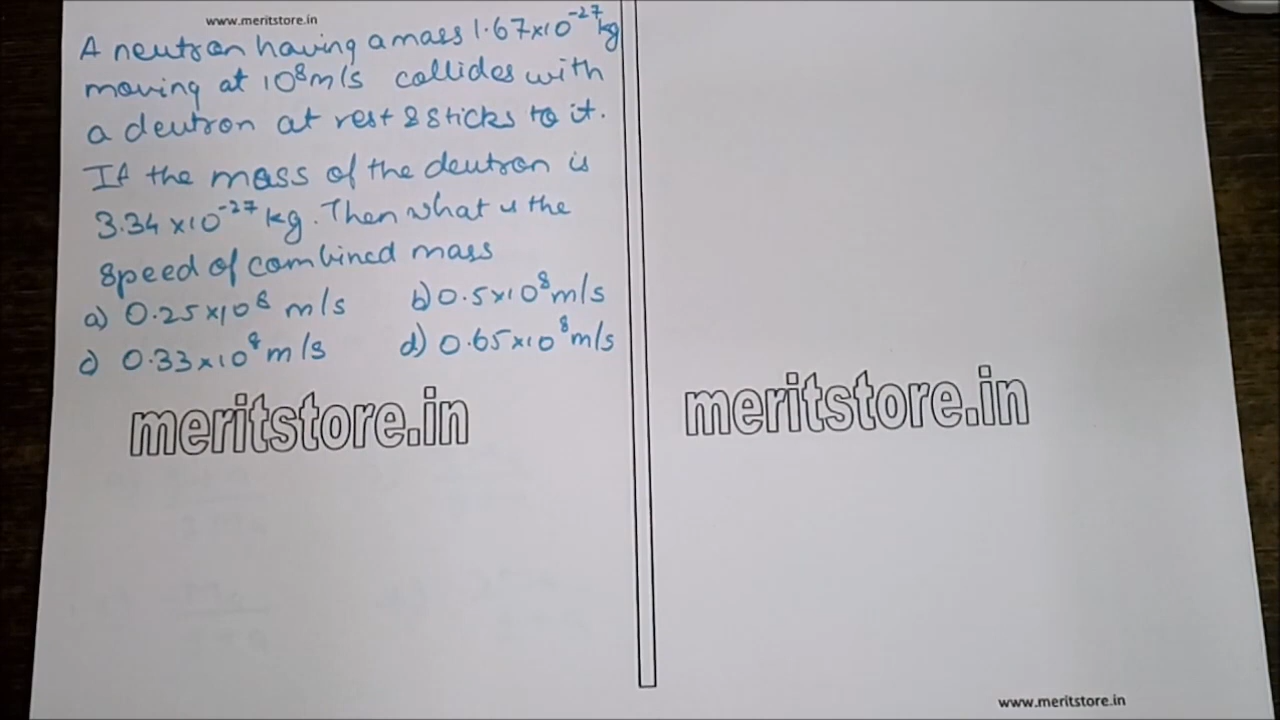 www.meritstore.in
A neutron having a mass 1.67×10⁻²⁷ kg
moving at 10⁸ m/s collides with
a deutron at rest & sticks to it.
If the mass of the deutron is
3.34 ×10⁻²⁷ kg. Then what is the
speed of combined mass
a) 0.25×10⁸ m/s b) 0.5×10⁸ m/s
c) 0.33×10⁸ m/s d) 0.65×10⁸ m/s
meritstore.in
meritstore.in
www.meritstore.in